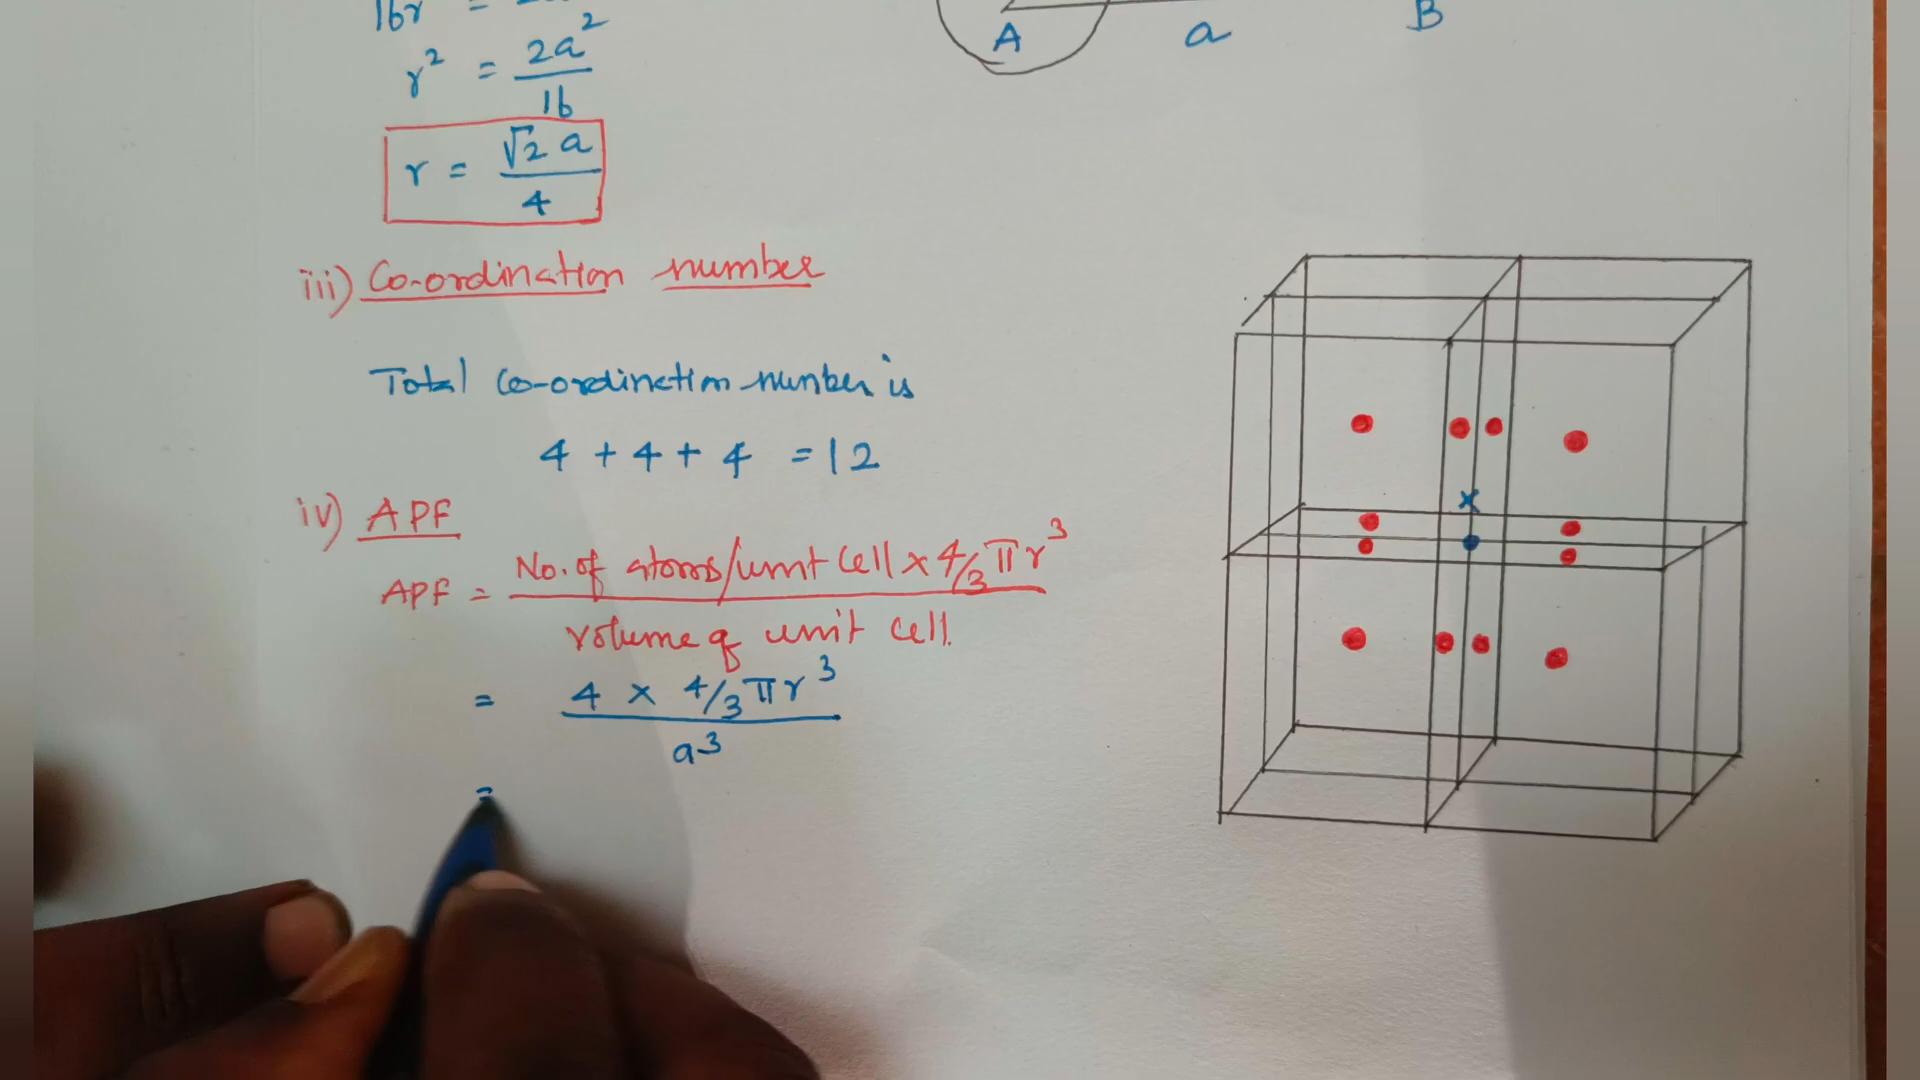 16r =
r² = 2a²/16
r = √2 a/4
A a B
iii) Co-ordination number
Total Co-ordination number is
4 + 4 + 4 = 12
iv) APF
APF = No. of atoms/unit cell x 4/3 πr³
volume of unit cell.
= 4 x 4/3 πr³
a³
=
x